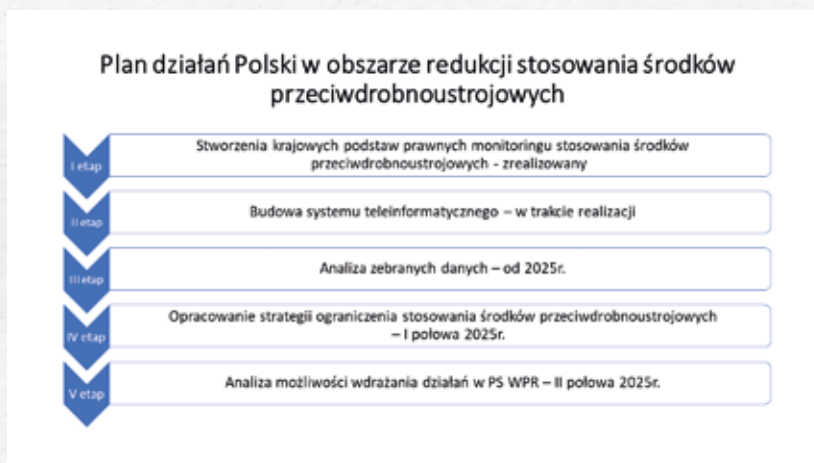 Plan działań Polski w obszarze redukcji stosowania środków
przeciwdrobnoustrojowych
I etap
Stworzenia krajowych podstaw prawnych monitoringu stosowania środków
przeciwdrobnoustrojowych - zrealizowany
II etap
Budowa systemu teleinformatycznego – w trakcie realizacji
III etap
Analiza zebranych danych – od 2025r.
IV etap
Opracowanie strategii ograniczenia stosowania środków przeciwdrobnoustrojowych
– I połowa 2025r.
V etap
Analiza możliwości wdrażania działań w PS WPR – II połowa 2025r.